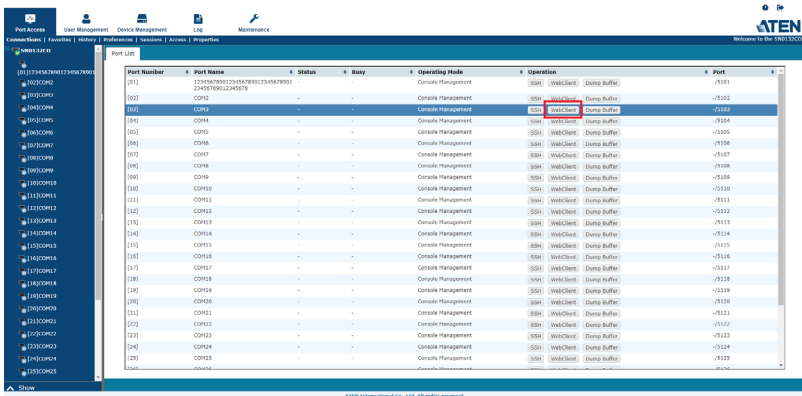 Port Access User Management Device Management Log Maintenance
ATEN
Connections | Favorites | History | Preferences | Sessions | Access | Properties
Welcome to the SN0132CO
SN0132CO
[01]123456789012345678901
[02]COM2
[03]COM3
[04]COM4
[05]COM5
[06]COM6
[07]COM7
[08]COM8
[09]COM9
[10]COM10
[11]COM11
[12]COM12
[13]COM13
[14]COM14
[15]COM15
[16]COM16
[17]COM17
[18]COM18
[19]COM19
[20]COM20
[21]COM21
[22]COM22
[23]COM23
[24]COM24
[25]COM25
Show
Port List
Port Number Port Name Status Busy Operating Mode Operation Port
[01] 1234567890123456789012345678901 - - Console Management SSH WebClient Dump Buffer -/5101
23456789012345678
[02] COM2 - - Console Management SSH WebClient Dump Buffer -/5102
[03] COM3 - - Console Management SSH WebClient Dump Buffer -/5103
[04] COM4 - - Console Management SSH WebClient Dump Buffer -/5104
[05] COM5 - - Console Management SSH WebClient Dump Buffer -/5105
[06] COM6 - - Console Management SSH WebClient Dump Buffer -/5106
[07] COM7 - - Console Management SSH WebClient Dump Buffer -/5107
[08] COM8 - - Console Management SSH WebClient Dump Buffer -/5108
[09] COM9 - - Console Management SSH WebClient Dump Buffer -/5109
[10] COM10 - - Console Management SSH WebClient Dump Buffer -/5110
[11] COM11 - - Console Management SSH WebClient Dump Buffer -/5111
[12] COM12 - - Console Management SSH WebClient Dump Buffer -/5112
[13] COM13 - - Console Management SSH WebClient Dump Buffer -/5113
[14] COM14 - - Console Management SSH WebClient Dump Buffer -/5114
[15] COM15 - - Console Management SSH WebClient Dump Buffer -/5115
[16] COM16 - - Console Management SSH WebClient Dump Buffer -/5116
[17] COM17 - - Console Management SSH WebClient Dump Buffer -/5117
[18] COM18 - - Console Management SSH WebClient Dump Buffer -/5118
[19] COM19 - - Console Management SSH WebClient Dump Buffer -/5119
[20] COM20 - - Console Management SSH WebClient Dump Buffer -/5120
[21] COM21 - - Console Management SSH WebClient Dump Buffer -/5121
[22] COM22 - - Console Management SSH WebClient Dump Buffer -/5122
[23] COM23 - - Console Management SSH WebClient Dump Buffer -/5123
[24] COM24 - - Console Management SSH WebClient Dump Buffer -/5124
[25] COM25 - - Console Management SSH WebClient Dump Buffer -/5125